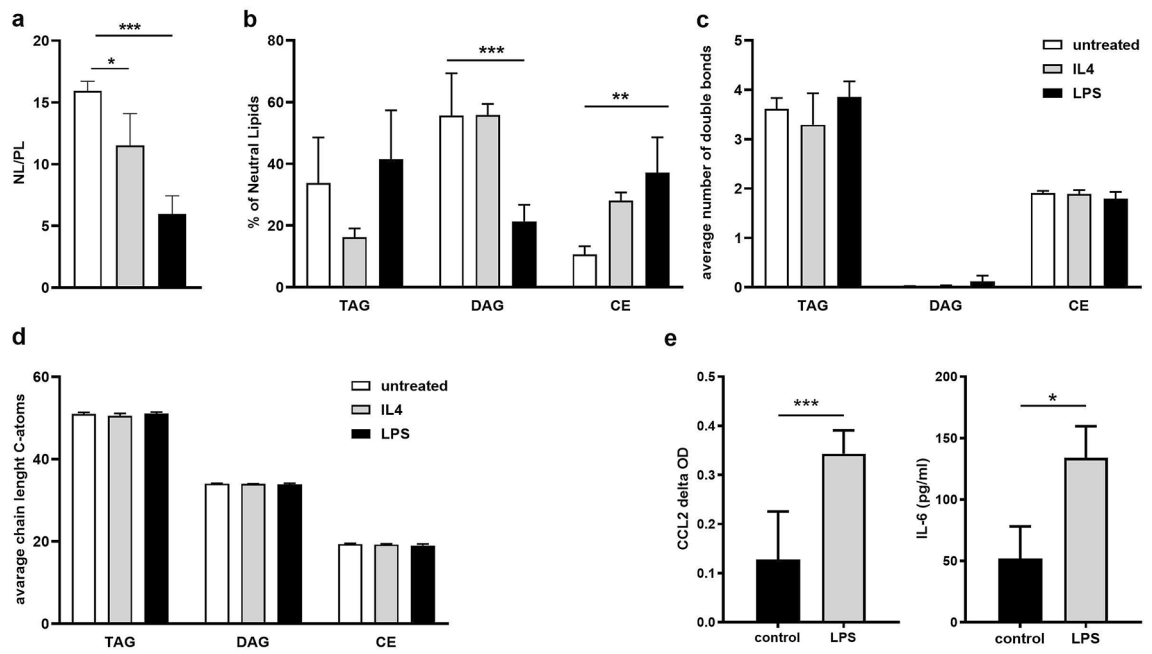 a
***
*
20
15
10
5
0
NL/PL
b
***
**
80
60
40
20
0
% of Neutral Lipids
TAG DAG CE
c
untreated
IL4
LPS
5
4
3
2
1
0
average number of double bonds
TAG DAG CE
d
untreated
IL4
LPS
60
40
20
0
avarage chain lenght C-atoms
TAG DAG CE
e
***
0.5
0.4
0.3
0.2
0.1
0.0
CCL2 delta OD
control LPS
*
200
150
100
50
0
IL-6 (pg/ml)
control LPS